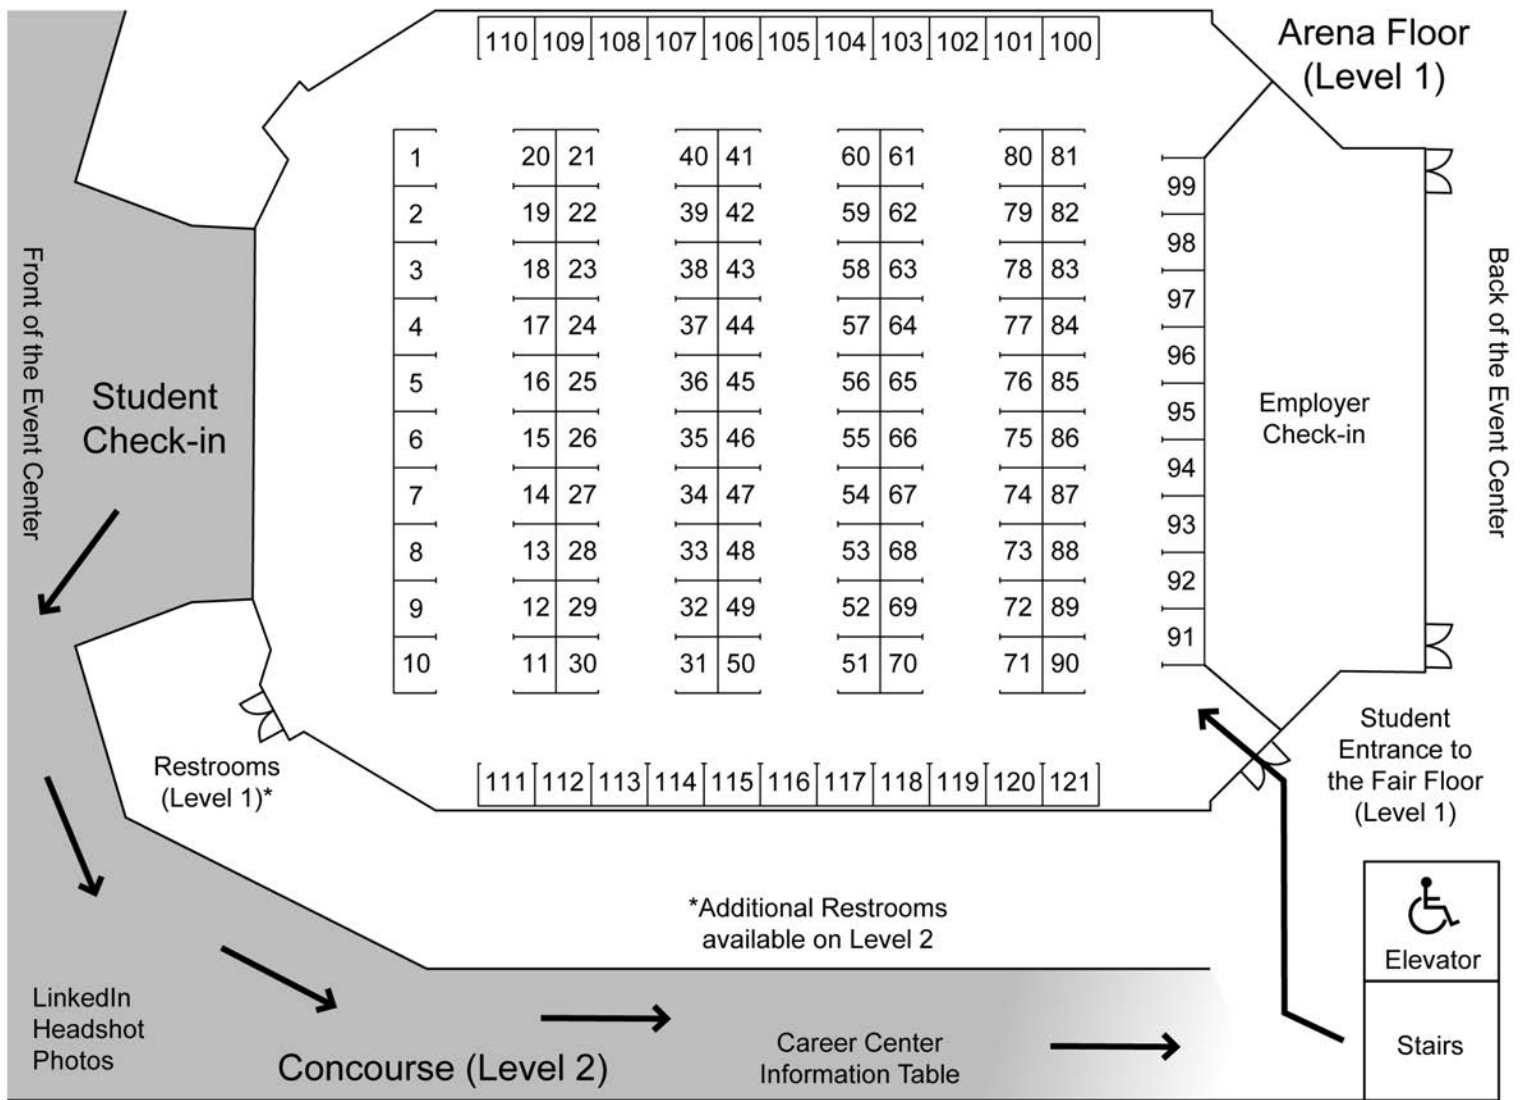 Arena Floor
(Level 1)
110 109 108 107 106 105 104 103 102 101 100
1 20 21 40 41 60 61 80 81
99
2 19 22 39 42 59 62 79 82
98
3 18 23 38 43 58 63 78 83
97
4 17 24 37 44 57 64 77 84
96
5 16 25 36 45 56 65 76 85
95
6 15 26 35 46 55 66 75 86
94
7 14 27 34 47 54 67 74 87
93
8 13 28 33 48 53 68 73 88
92
9 12 29 32 49 52 69 72 89
91
10 11 30 31 50 51 70 71 90
111 112 113 114 115 116 117 118 119 120 121
Front of the Event Center
Student
Check-in
Employer
Check-in
Back of the Event Center
Restrooms
(Level 1)*
Student
Entrance to
the Fair Floor
(Level 1)
*Additional Restrooms
available on Level 2
Elevator
Stairs
LinkedIn
Headshot
Photos
Concourse (Level 2)
Career Center
Information Table